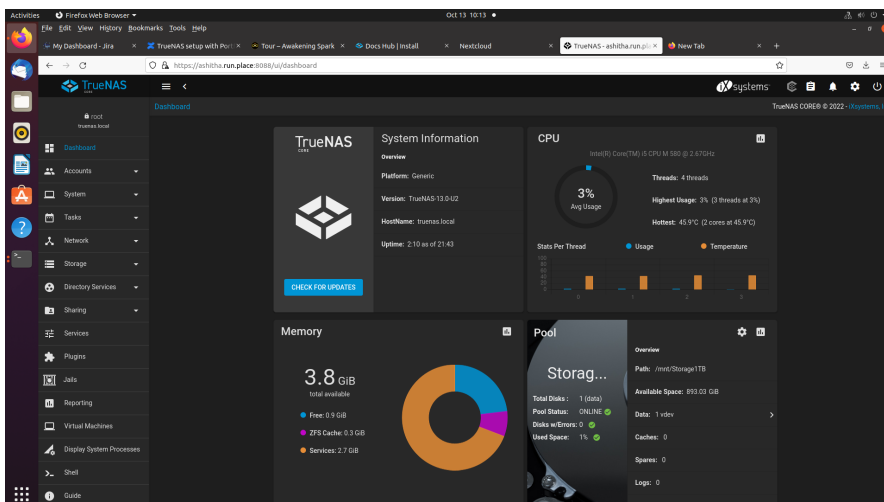 Activities
Firefox Web Browser
Oct 13 10:13
File Edit View History Bookmarks Tools Help
My Dashboard - Jira
TrueNAS setup with Port
Tour – Awakening Spark
Docs Hub | Install
Nextcloud
TrueNAS - ashitha.run.pl
New Tab
https://ashitha.run.place:8088/ui/dashboard
TrueNAS
CORE
iXsystems
Dashboard
TrueNAS CORE® © 2022 - iXsystems, I
root
truenas.local
Dashboard
Accounts
System
Tasks
Network
Storage
Directory Services
Sharing
Services
Plugins
Jails
Reporting
Virtual Machines
Display System Processes
Shell
Guide
TrueNAS
CORE
CHECK FOR UPDATES
System Information
Overview
Platform: Generic
Version: TrueNAS-13.0-U2
HostName: truenas.local
Uptime: 2:10 as of 21:43
CPU
Intel(R) Core(TM) i5 CPU M 580 @ 2.67GHz
3%
Avg Usage
Threads: 4 threads
Highest Usage: 3% (3 threads at 3%)
Hottest: 45.9°C (2 cores at 45.9°C)
Stats Per Thread
Usage
Temperature
100
80
60
40
20
0
0 1 2 3
Memory
3.8 GiB
total available
Free: 0.9 GiB
ZFS Cache: 0.3 GiB
Services: 2.7 GiB
Pool
Storag...
Total Disks : 1 (data)
Pool Status: ONLINE
Disks w/Errors: 0
Used Space: 1%
Overview
Path: /mnt/Storage1TB
Available Space: 893.03 GiB
Data: 1 vdev
Caches: 0
Spares: 0
Logs: 0